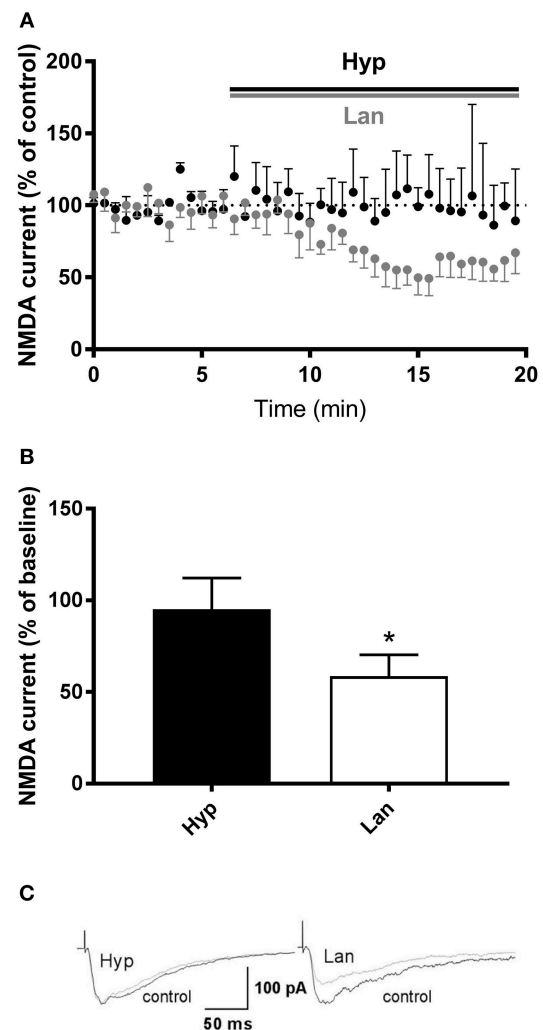 A
NMDA current (% of control)
200
150
100
50
0
Hyp
Lan
0 5 10 15 20
Time (min)
B
NMDA current (% of baseline)
150
100
50
0
*
Hyp
Lan
C
Hyp
control
Lan
control
100 pA
50 ms